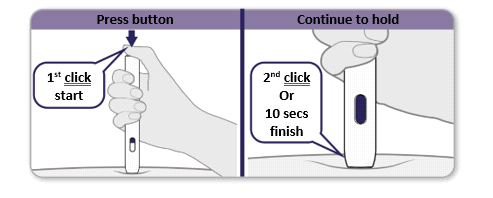 Press button
1st click
start
Continue to hold
2nd click
Or
10 secs
finish